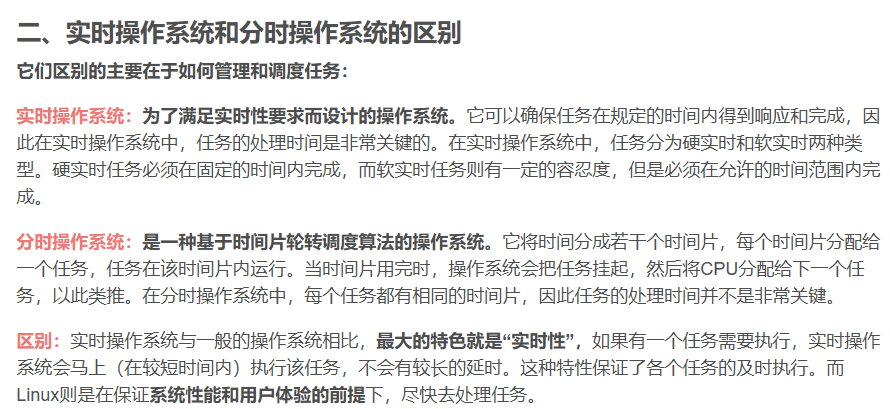 二、实时操作系统和分时操作系统的区别
它们区别的主要在于如何管理和调度任务：
实时操作系统：为了满足实时性要求而设计的操作系统。它可以确保任务在规定的时间内得到响应和完成，因
此在实时操作系统中，任务的处理时间是非常关键的。在实时操作系统中，任务分为硬实时和软实时两种类
型。硬实时任务必须在固定的时间内完成，而软实时任务则有一定的容忍度，但是必须在允许的时间范围内完
成。
分时操作系统：是一种基于时间片轮转调度算法的操作系统。它将时间分成若干个时间片，每个时间片分配给
一个任务，任务在该时间片内运行。当时间片用完时，操作系统会把任务挂起，然后将CPU分配给下一个任
务，以此类推。在分时操作系统中，每个任务都有相同的时间片，因此任务的处理时间并不是非常关键。
区别：实时操作系统与一般的操作系统相比，最大的特色就是“实时性”，如果有一个任务需要执行，实时操作
系统会马上（在较短时间内）执行该任务，不会有较长的延时。这种特性保证了各个任务的及时执行。而
Linux则是在保证系统性能和用户体验的前提下，尽快去处理任务。